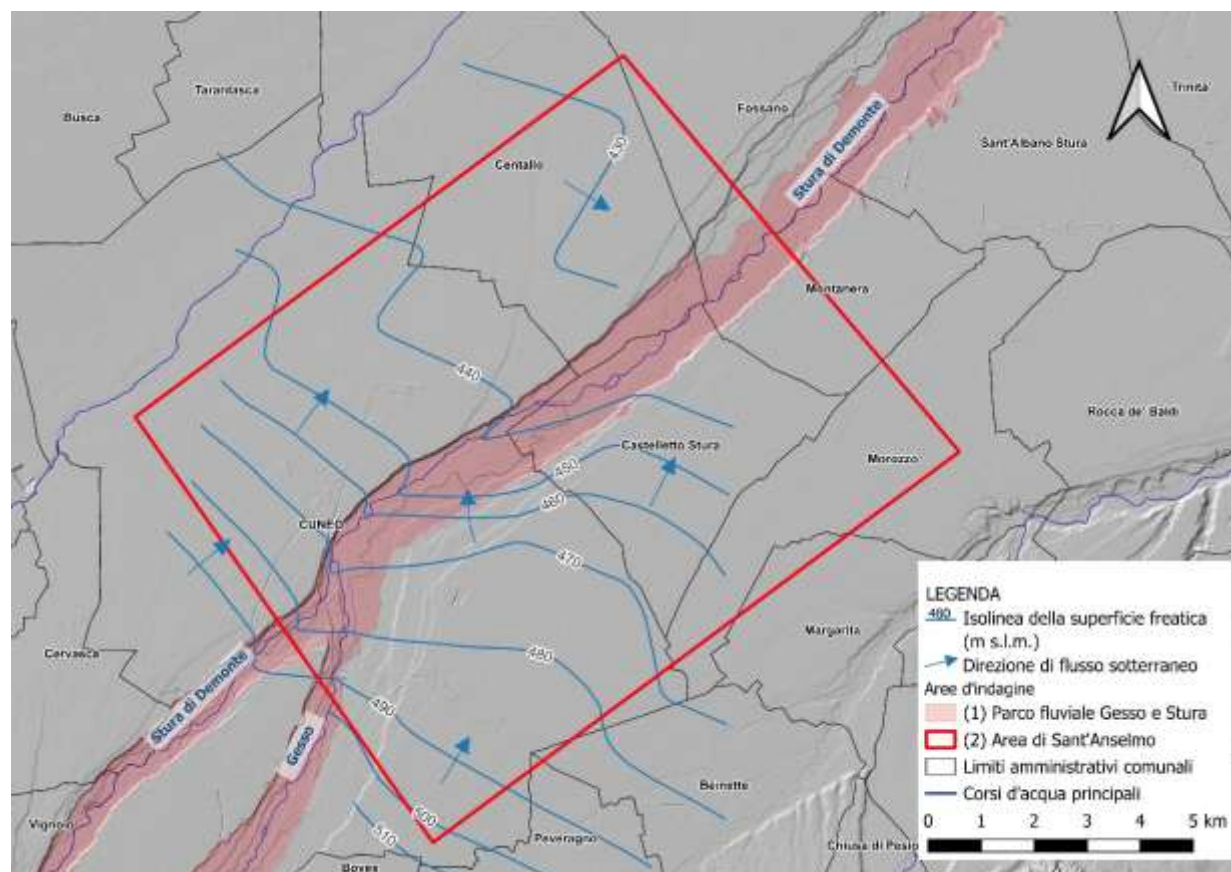 Trinita'
Tarantasca
Busca
Fossano
Sant'Albano Stura
430
Centallo
Stura di Demonte
Montanera
440
Rocca de' Baldi
Castelletto Stura
Morozzo
450
460
CUNEO
470
Margarita
480
Cervasca
Stura di Demonte
490
Gesso
Beinette
500
510
Vignolo
Peveragno
Boves
Chiusa di Pesio
LEGENDA
480 Isolinea della superficie freatica
(m s.l.m.)
Direzione di flusso sotterraneo
Aree d'indagine
(1) Parco fluviale Gesso e Stura
(2) Area di Sant'Anselmo
Limiti amministrativi comunali
Corsi d'acqua principali
0 1 2 3 4 5 km